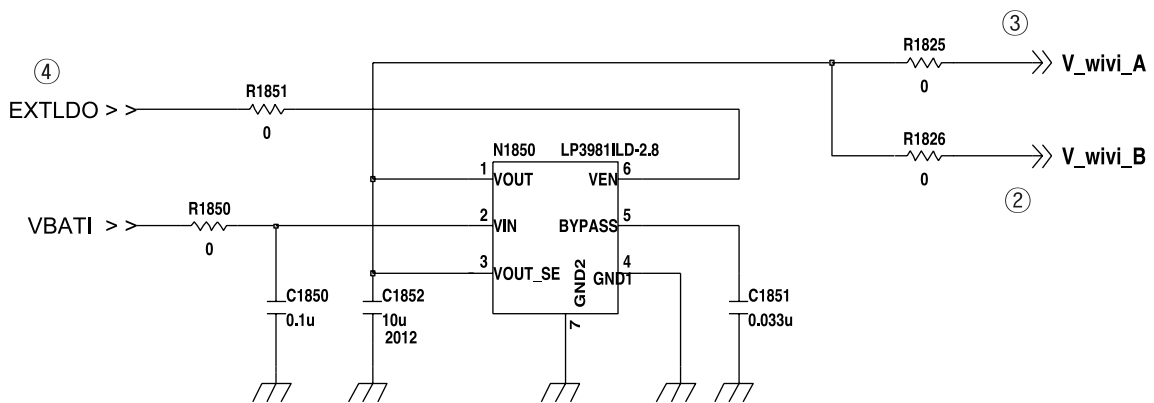 ③
R1825
V_wivi_A
0
④
EXTLDO > >
R1851
0
R1826
V_wivi_B
0
②
N1850 LP3981ILD-2.8
1 VOUT
VEN 6
VBATI > >
R1850
0
2 VIN
BYPASS 5
3 VOUT_SE
GND1 4
GND2
7
C1850
0.1u
C1852
10u
2012
C1851
0.033u